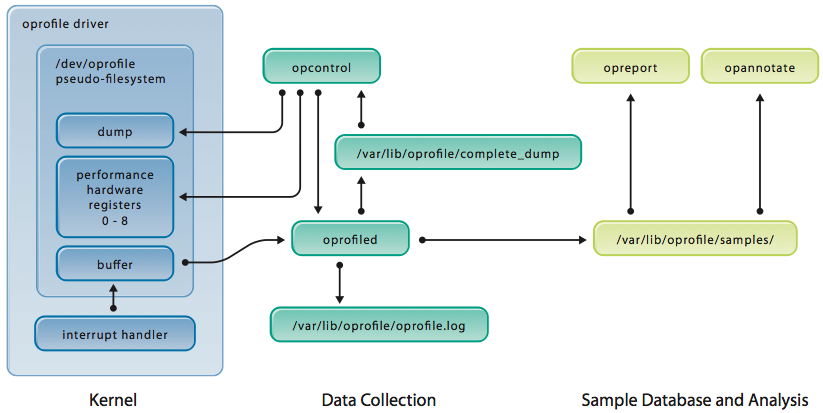 oprofile driver
/dev/oprofile
pseudo-filesystem
dump
performance
hardware
registers
0 - 8
buffer
interrupt handler
Kernel
opcontrol
/var/lib/oprofile/complete_dump
oprofiled
/var/lib/oprofile/oprofile.log
Data Collection
opreport
opannotate
/var/lib/oprofile/samples/
Sample Database and Analysis